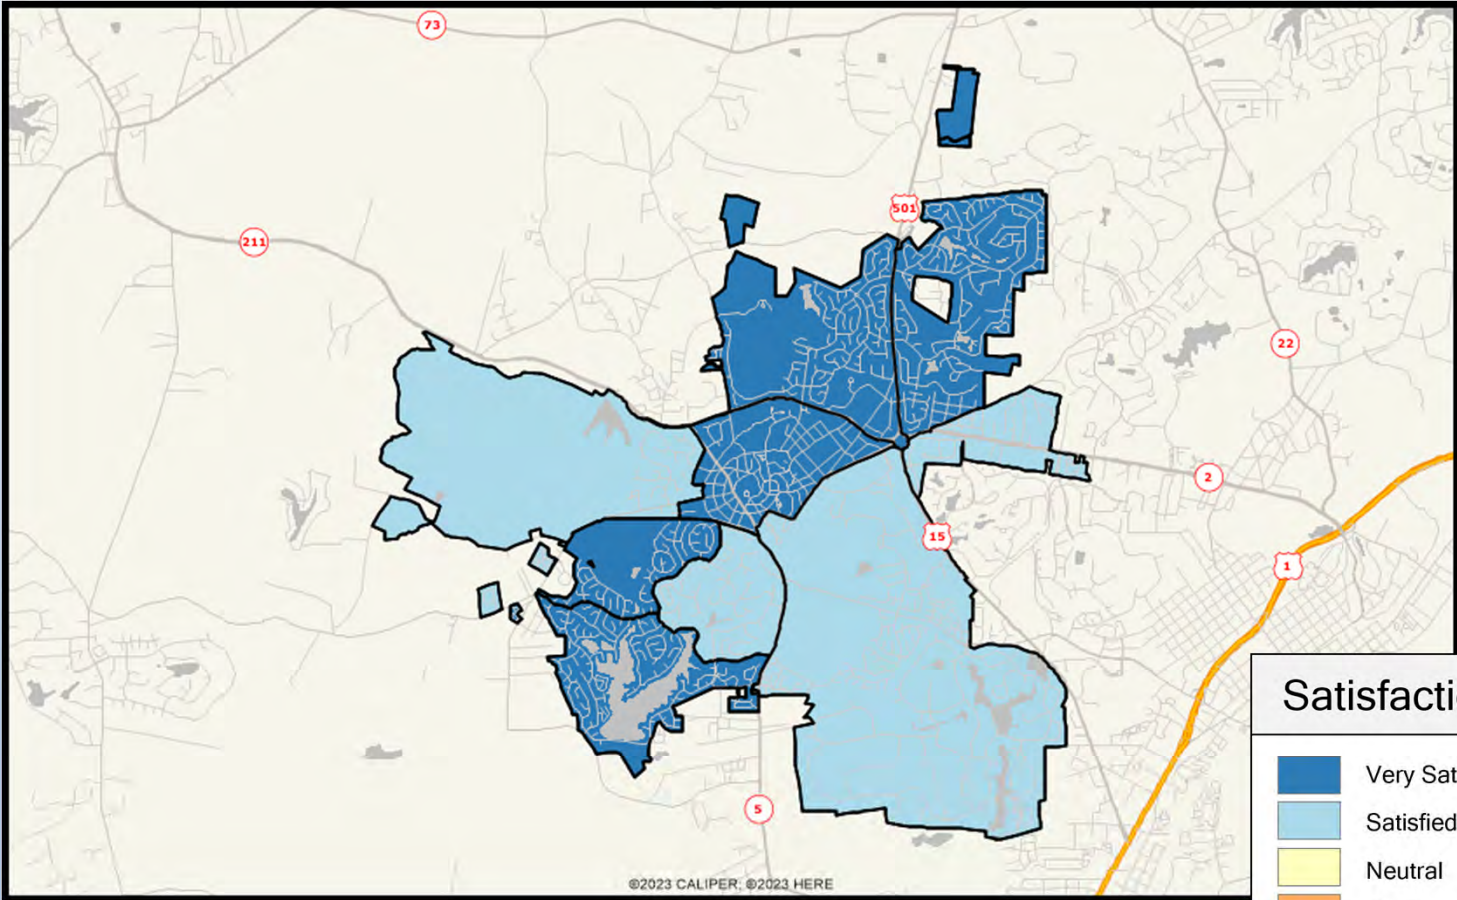 73
501
211
22
2
15
1
5
Satisfacti
Very Sat
Satisfied
Neutral
©2023 CALIPER; ©2023 HERE